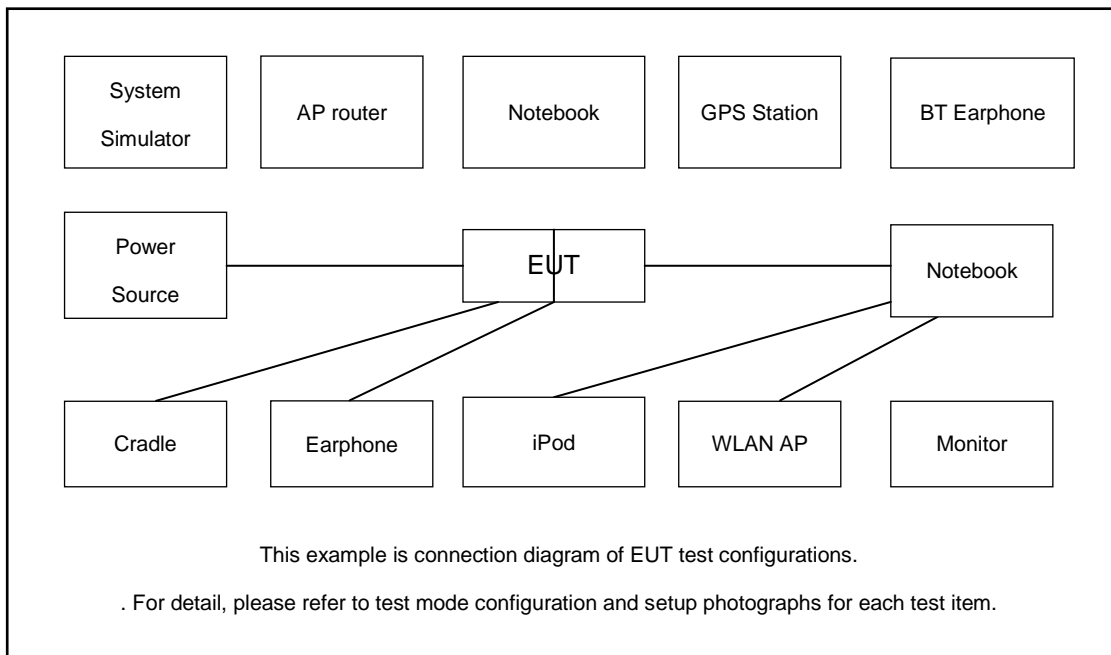 System
Simulator
AP router
Notebook
GPS Station
BT Earphone
Power
Source
EUT
Notebook
Cradle
Earphone
iPod
WLAN AP
Monitor
This example is connection diagram of EUT test configurations.
. For detail, please refer to test mode configuration and setup photographs for each test item.